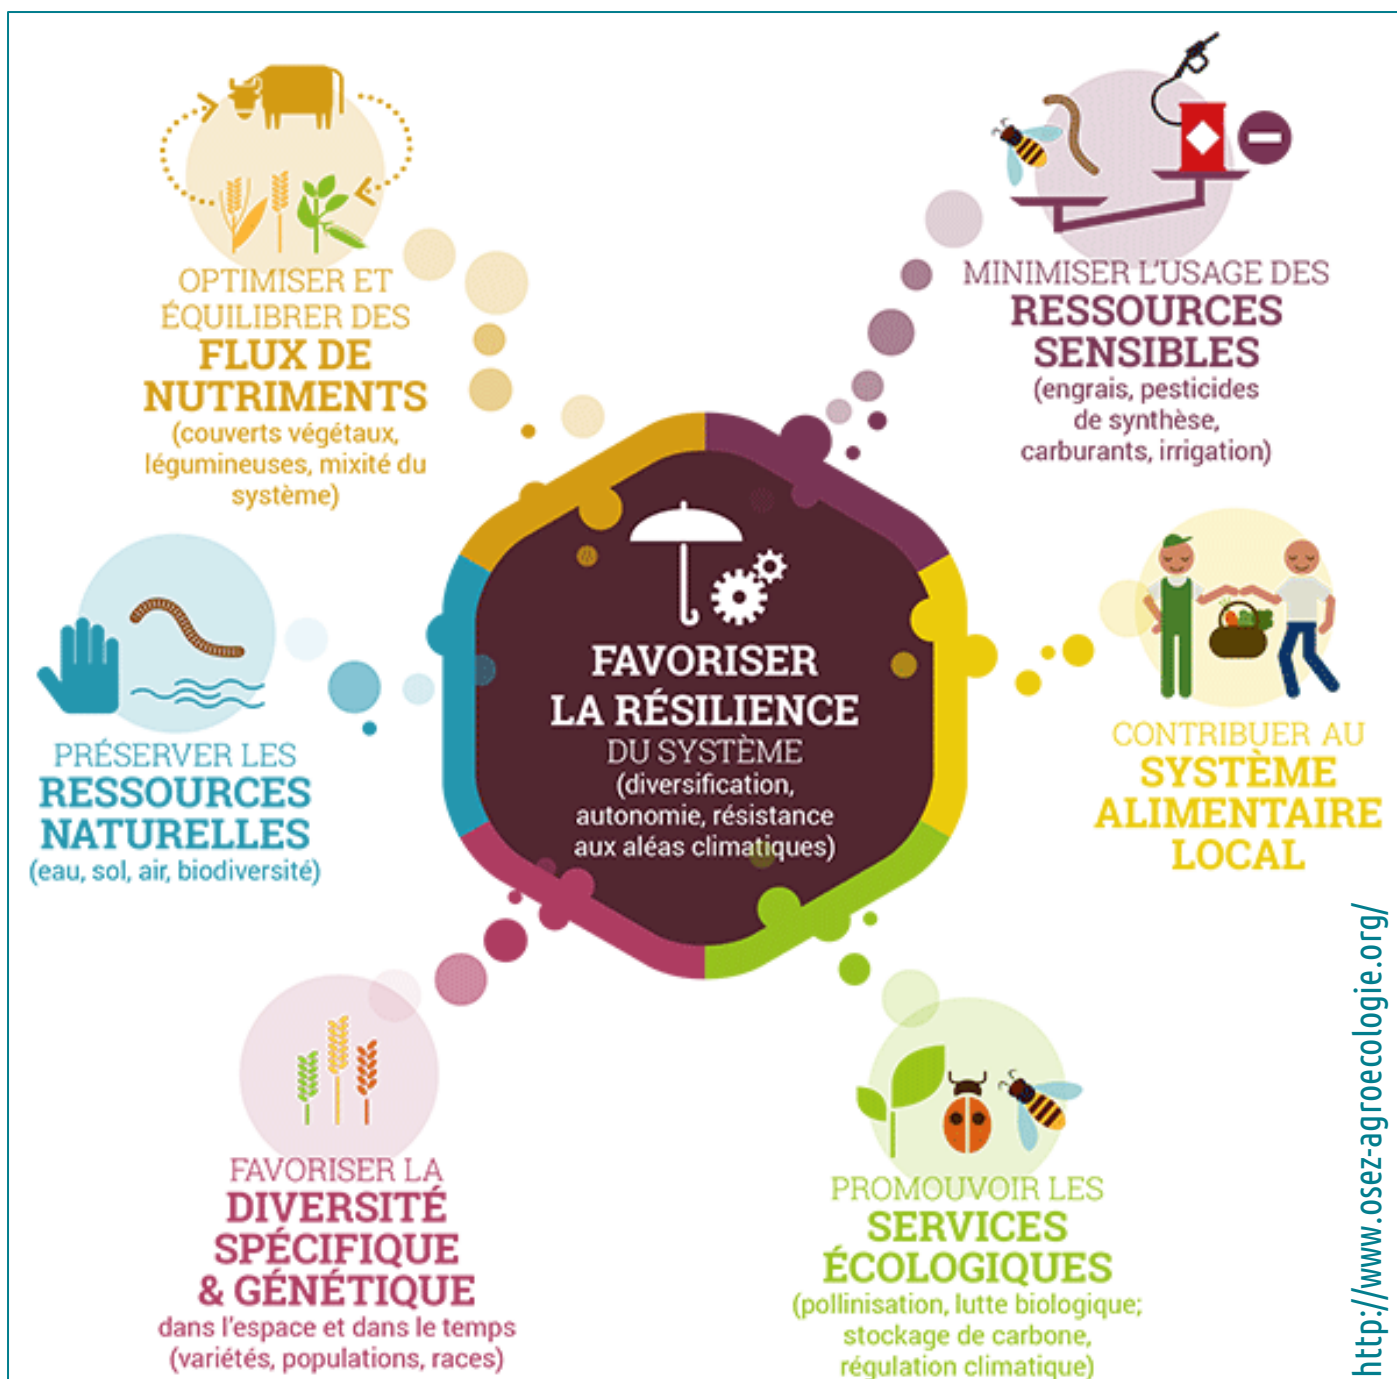 OPTIMISER ET
ÉQUILIBRER DES
FLUX DE
NUTRIMENTS
(couverts végétaux,
légumineuses, mixité du
système)
MINIMISER L'USAGE DES
RESSOURCES
SENSIBLES
(engrais, pesticides
de synthèse,
carburants, irrigation)
PRÉSERVER LES
RESSOURCES
NATURELLES
(eau, sol, air, biodiversité)
FAVORISER
LA RÉSILIENCE
DU SYSTÈME
(diversification,
autonomie, résistance
aux aléas climatiques)
CONTRIBUER AU
SYSTÈME
ALIMENTAIRE
LOCAL
FAVORISER LA
DIVERSITÉ
SPÉCIFIQUE
& GÉNÉTIQUE
dans l'espace et dans le temps
(variétés, populations, races)
PROMOUVOIR LES
SERVICES
ÉCOLOGIQUES
(pollinisation, lutte biologique;
stockage de carbone,
régulation climatique)
http://www.osez-agroecologie.org/